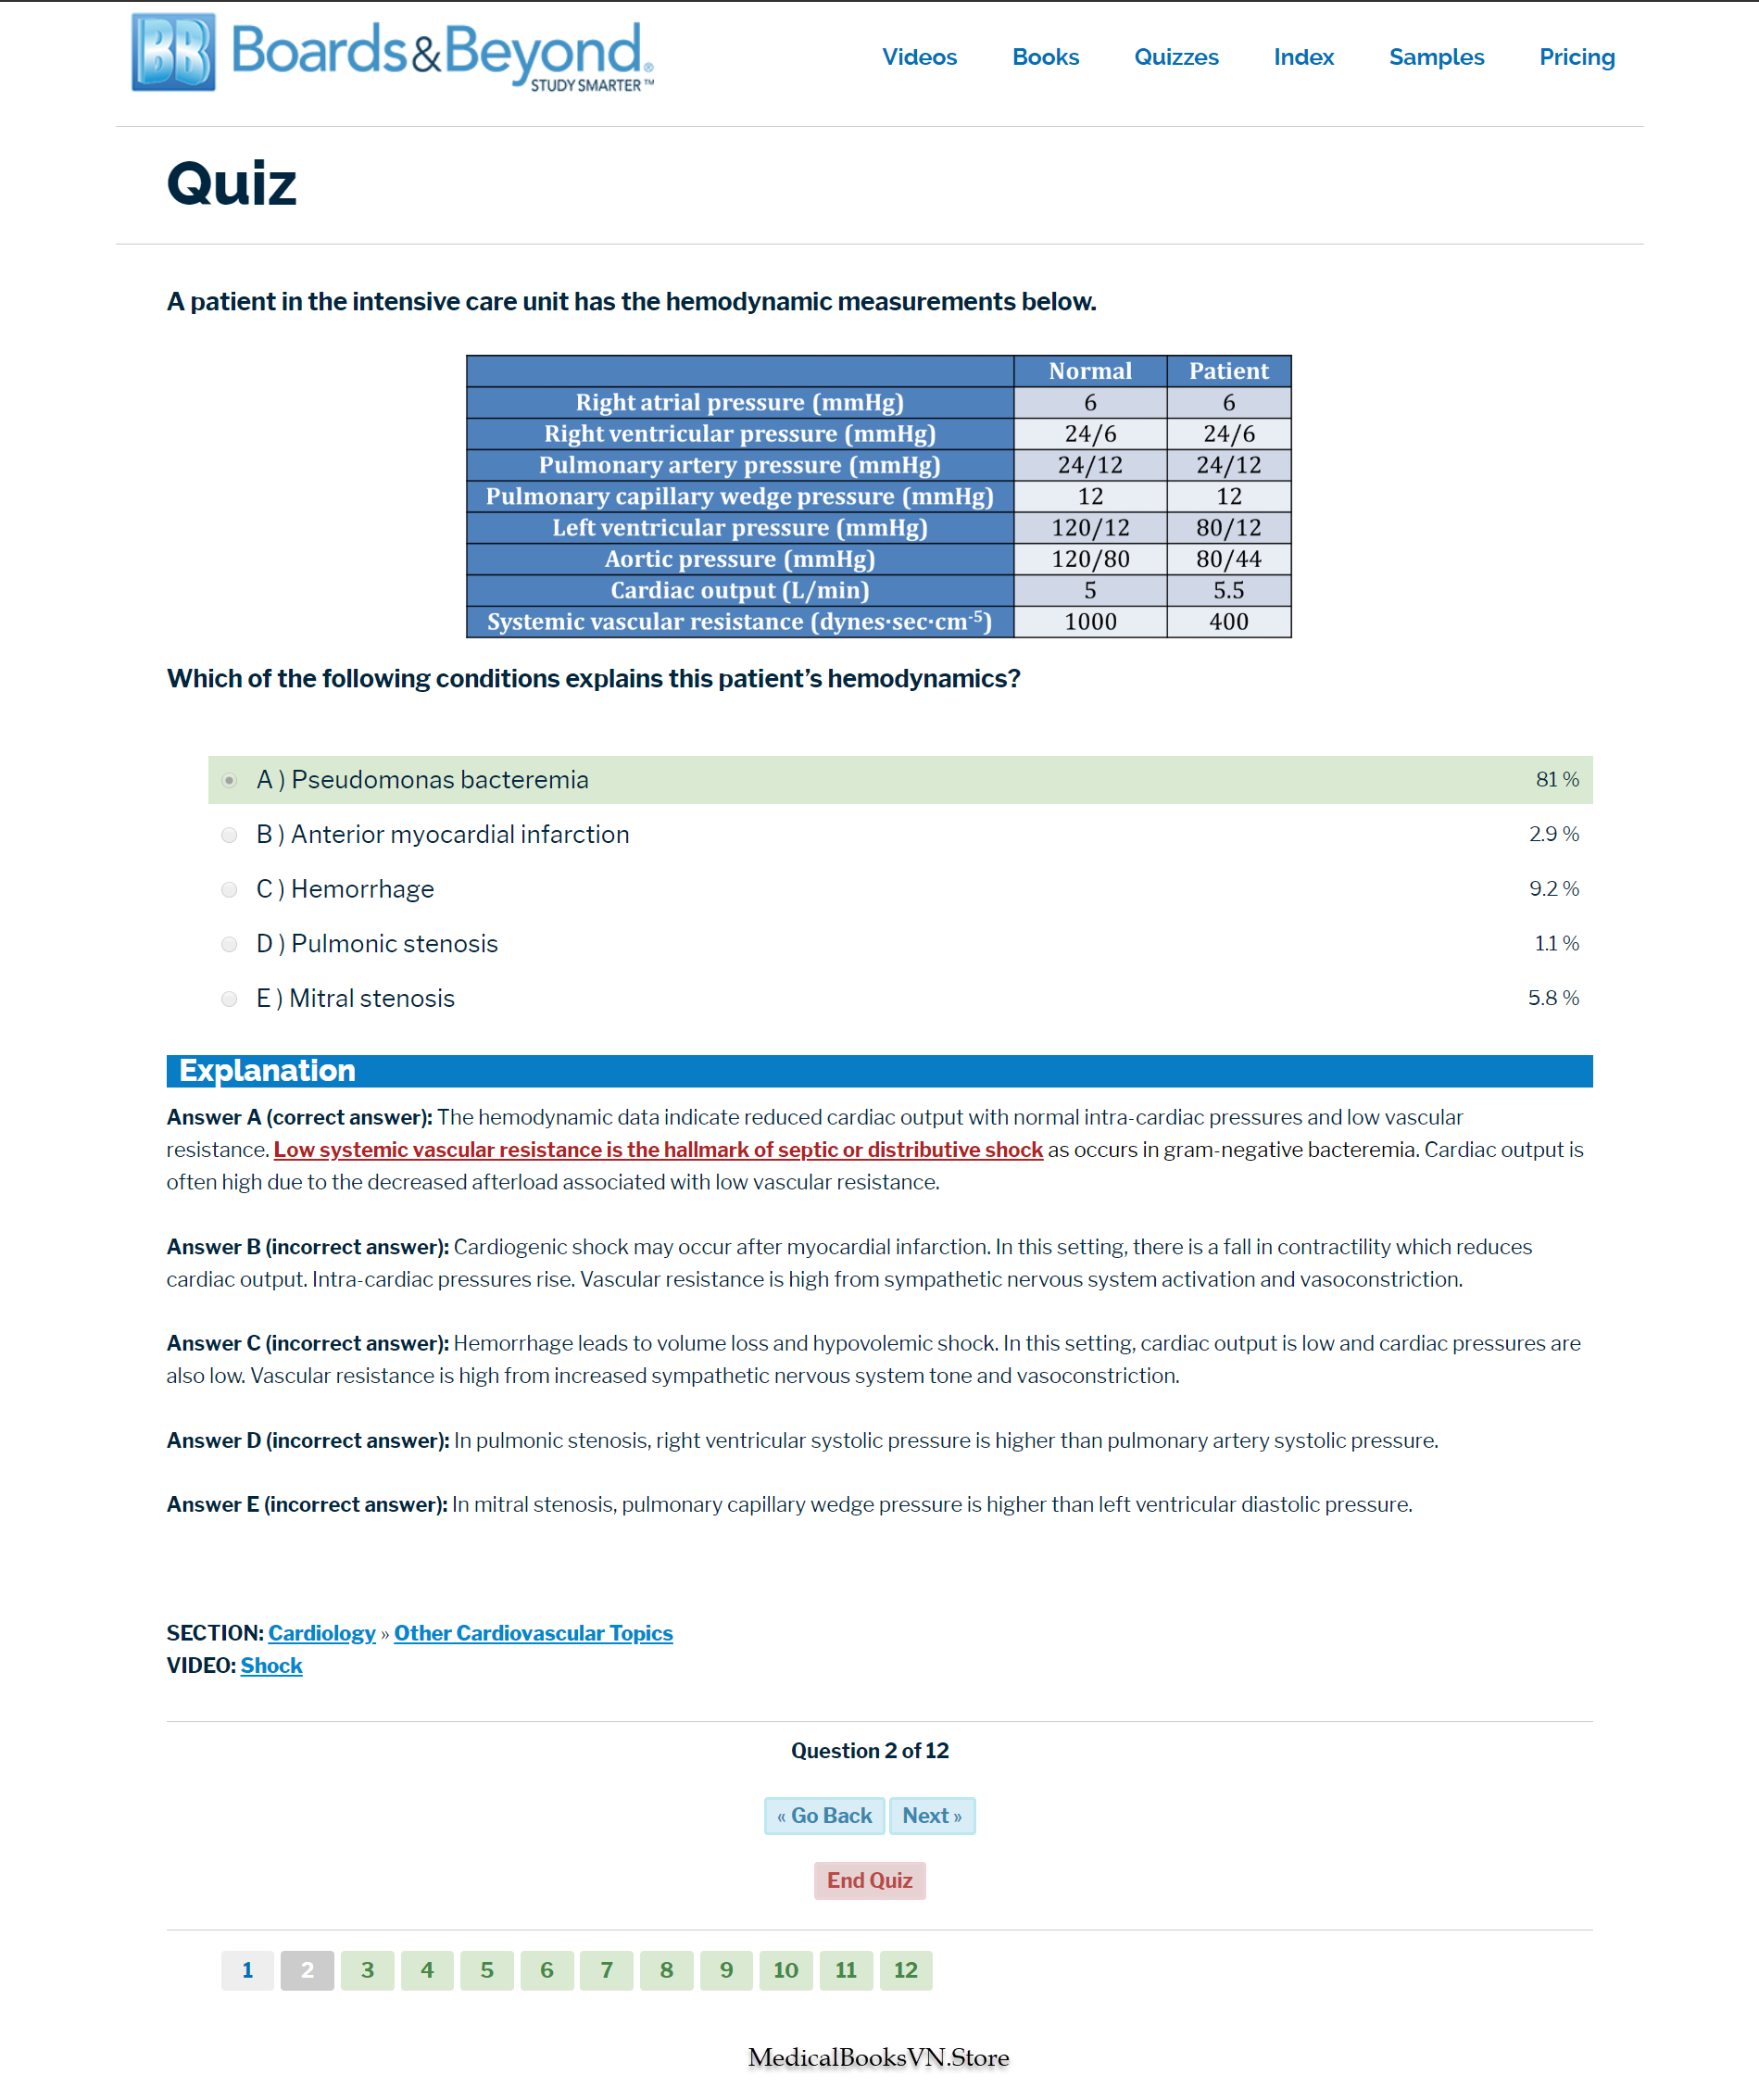 BB Boards&Beyond®
STUDY SMARTER™
Videos Books Quizzes Index Samples Pricing
Quiz
A patient in the intensive care unit has the hemodynamic measurements below.
Normal Patient
Right atrial pressure (mmHg) 6 6
Right ventricular pressure (mmHg) 24/6 24/6
Pulmonary artery pressure (mmHg) 24/12 24/12
Pulmonary capillary wedge pressure (mmHg) 12 12
Left ventricular pressure (mmHg) 120/12 80/12
Aortic pressure (mmHg) 120/80 80/44
Cardiac output (L/min) 5 5.5
Systemic vascular resistance (dynes·sec·cm⁻⁵) 1000 400
Which of the following conditions explains this patient's hemodynamics?
A ) Pseudomonas bacteremia 81 %
B ) Anterior myocardial infarction 2.9 %
C ) Hemorrhage 9.2 %
D ) Pulmonic stenosis 1.1 %
E ) Mitral stenosis 5.8 %
Explanation
Answer A (correct answer): The hemodynamic data indicate reduced cardiac output with normal intra-cardiac pressures and low vascular
resistance. Low systemic vascular resistance is the hallmark of septic or distributive shock as occurs in gram-negative bacteremia. Cardiac output is
often high due to the decreased afterload associated with low vascular resistance.
Answer B (incorrect answer): Cardiogenic shock may occur after myocardial infarction. In this setting, there is a fall in contractility which reduces
cardiac output. Intra-cardiac pressures rise. Vascular resistance is high from sympathetic nervous system activation and vasoconstriction.
Answer C (incorrect answer): Hemorrhage leads to volume loss and hypovolemic shock. In this setting, cardiac output is low and cardiac pressures are
also low. Vascular resistance is high from increased sympathetic nervous system tone and vasoconstriction.
Answer D (incorrect answer): In pulmonic stenosis, right ventricular systolic pressure is higher than pulmonary artery systolic pressure.
Answer E (incorrect answer): In mitral stenosis, pulmonary capillary wedge pressure is higher than left ventricular diastolic pressure.
SECTION: Cardiology » Other Cardiovascular Topics
VIDEO: Shock
Question 2 of 12
« Go Back Next »
End Quiz
1 2 3 4 5 6 7 8 9 10 11 12
MedicalBooksVN.Store